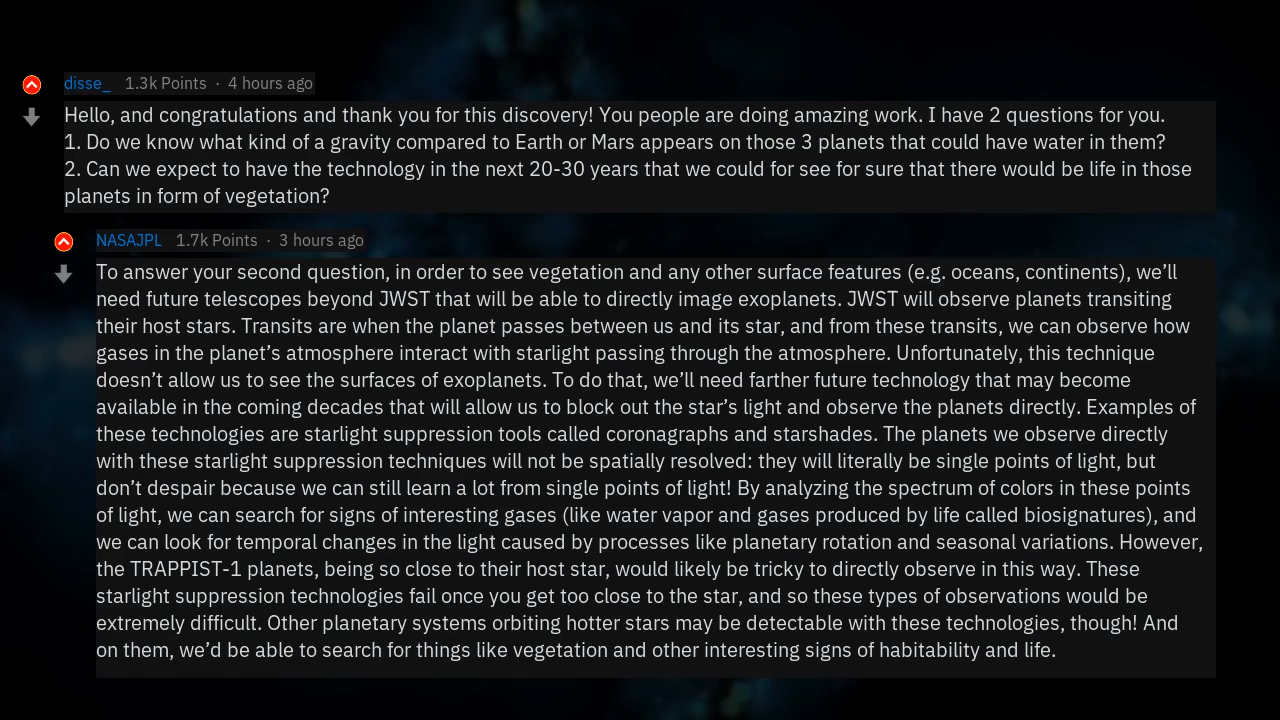 disse_ 1.3k Points · 4 hours ago
Hello, and congratulations and thank you for this discovery! You people are doing amazing work. I have 2 questions for you.
1. Do we know what kind of a gravity compared to Earth or Mars appears on those 3 planets that could have water in them?
2. Can we expect to have the technology in the next 20-30 years that we could for see for sure that there would be life in those
planets in form of vegetation?
NASAJPL 1.7k Points · 3 hours ago
To answer your second question, in order to see vegetation and any other surface features (e.g. oceans, continents), we’ll
need future telescopes beyond JWST that will be able to directly image exoplanets. JWST will observe planets transiting
their host stars. Transits are when the planet passes between us and its star, and from these transits, we can observe how
gases in the planet’s atmosphere interact with starlight passing through the atmosphere. Unfortunately, this technique
doesn’t allow us to see the surfaces of exoplanets. To do that, we’ll need farther future technology that may become
available in the coming decades that will allow us to block out the star’s light and observe the planets directly. Examples of
these technologies are starlight suppression tools called coronagraphs and starshades. The planets we observe directly
with these starlight suppression techniques will not be spatially resolved: they will literally be single points of light, but
don’t despair because we can still learn a lot from single points of light! By analyzing the spectrum of colors in these points
of light, we can search for signs of interesting gases (like water vapor and gases produced by life called biosignatures), and
we can look for temporal changes in the light caused by processes like planetary rotation and seasonal variations. However,
the TRAPPIST-1 planets, being so close to their host star, would likely be tricky to directly observe in this way. These
starlight suppression technologies fail once you get too close to the star, and so these types of observations would be
extremely difficult. Other planetary systems orbiting hotter stars may be detectable with these technologies, though! And
on them, we’d be able to search for things like vegetation and other interesting signs of habitability and life.